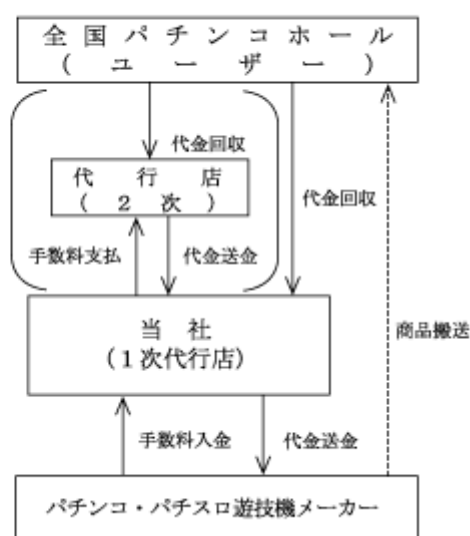 全国パチンコホール
(ユーザー)
代金回収
代行店
(2次)
代金回収
手数料支払
代金送金
当社
(1次代行店)
商品搬送
手数料入金
代金送金
パチンコ・パチスロ遊技機メーカー